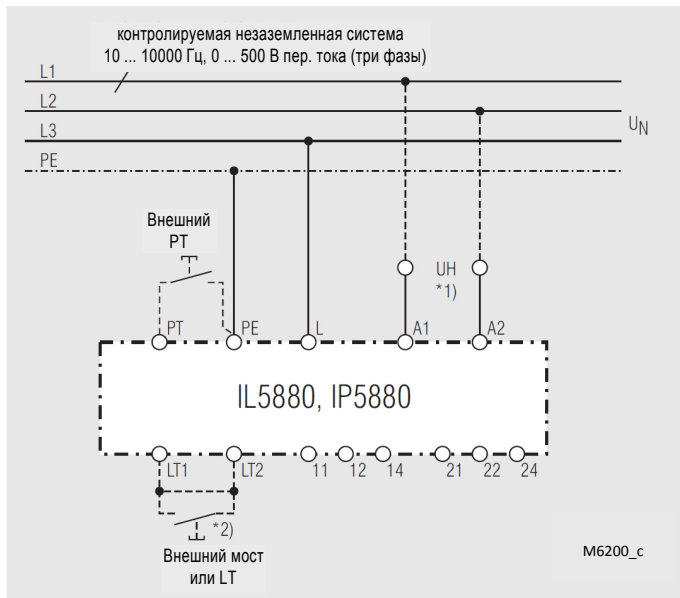 контролируемая незаземленная система
10 ... 10000 Гц, 0 ... 500 В пер. тока (три фазы)
L1
L2
L3
PE
U_N
Внешний
PT
UH
*1)
PT
PE
L
A1
A2
IL5880, IP5880
LT1
LT2
11
12
14
21
22
24
*2)
Внешний мост
или LT
M6200_c